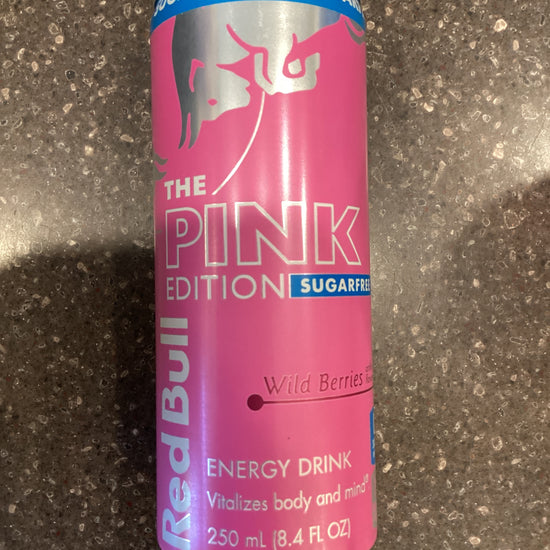 THE
PINK
EDITION SUGARFREE
Red Bull
Wild Berries
ENERGY DRINK
Vitalizes body and mind®
250 mL (8.4 FL OZ)